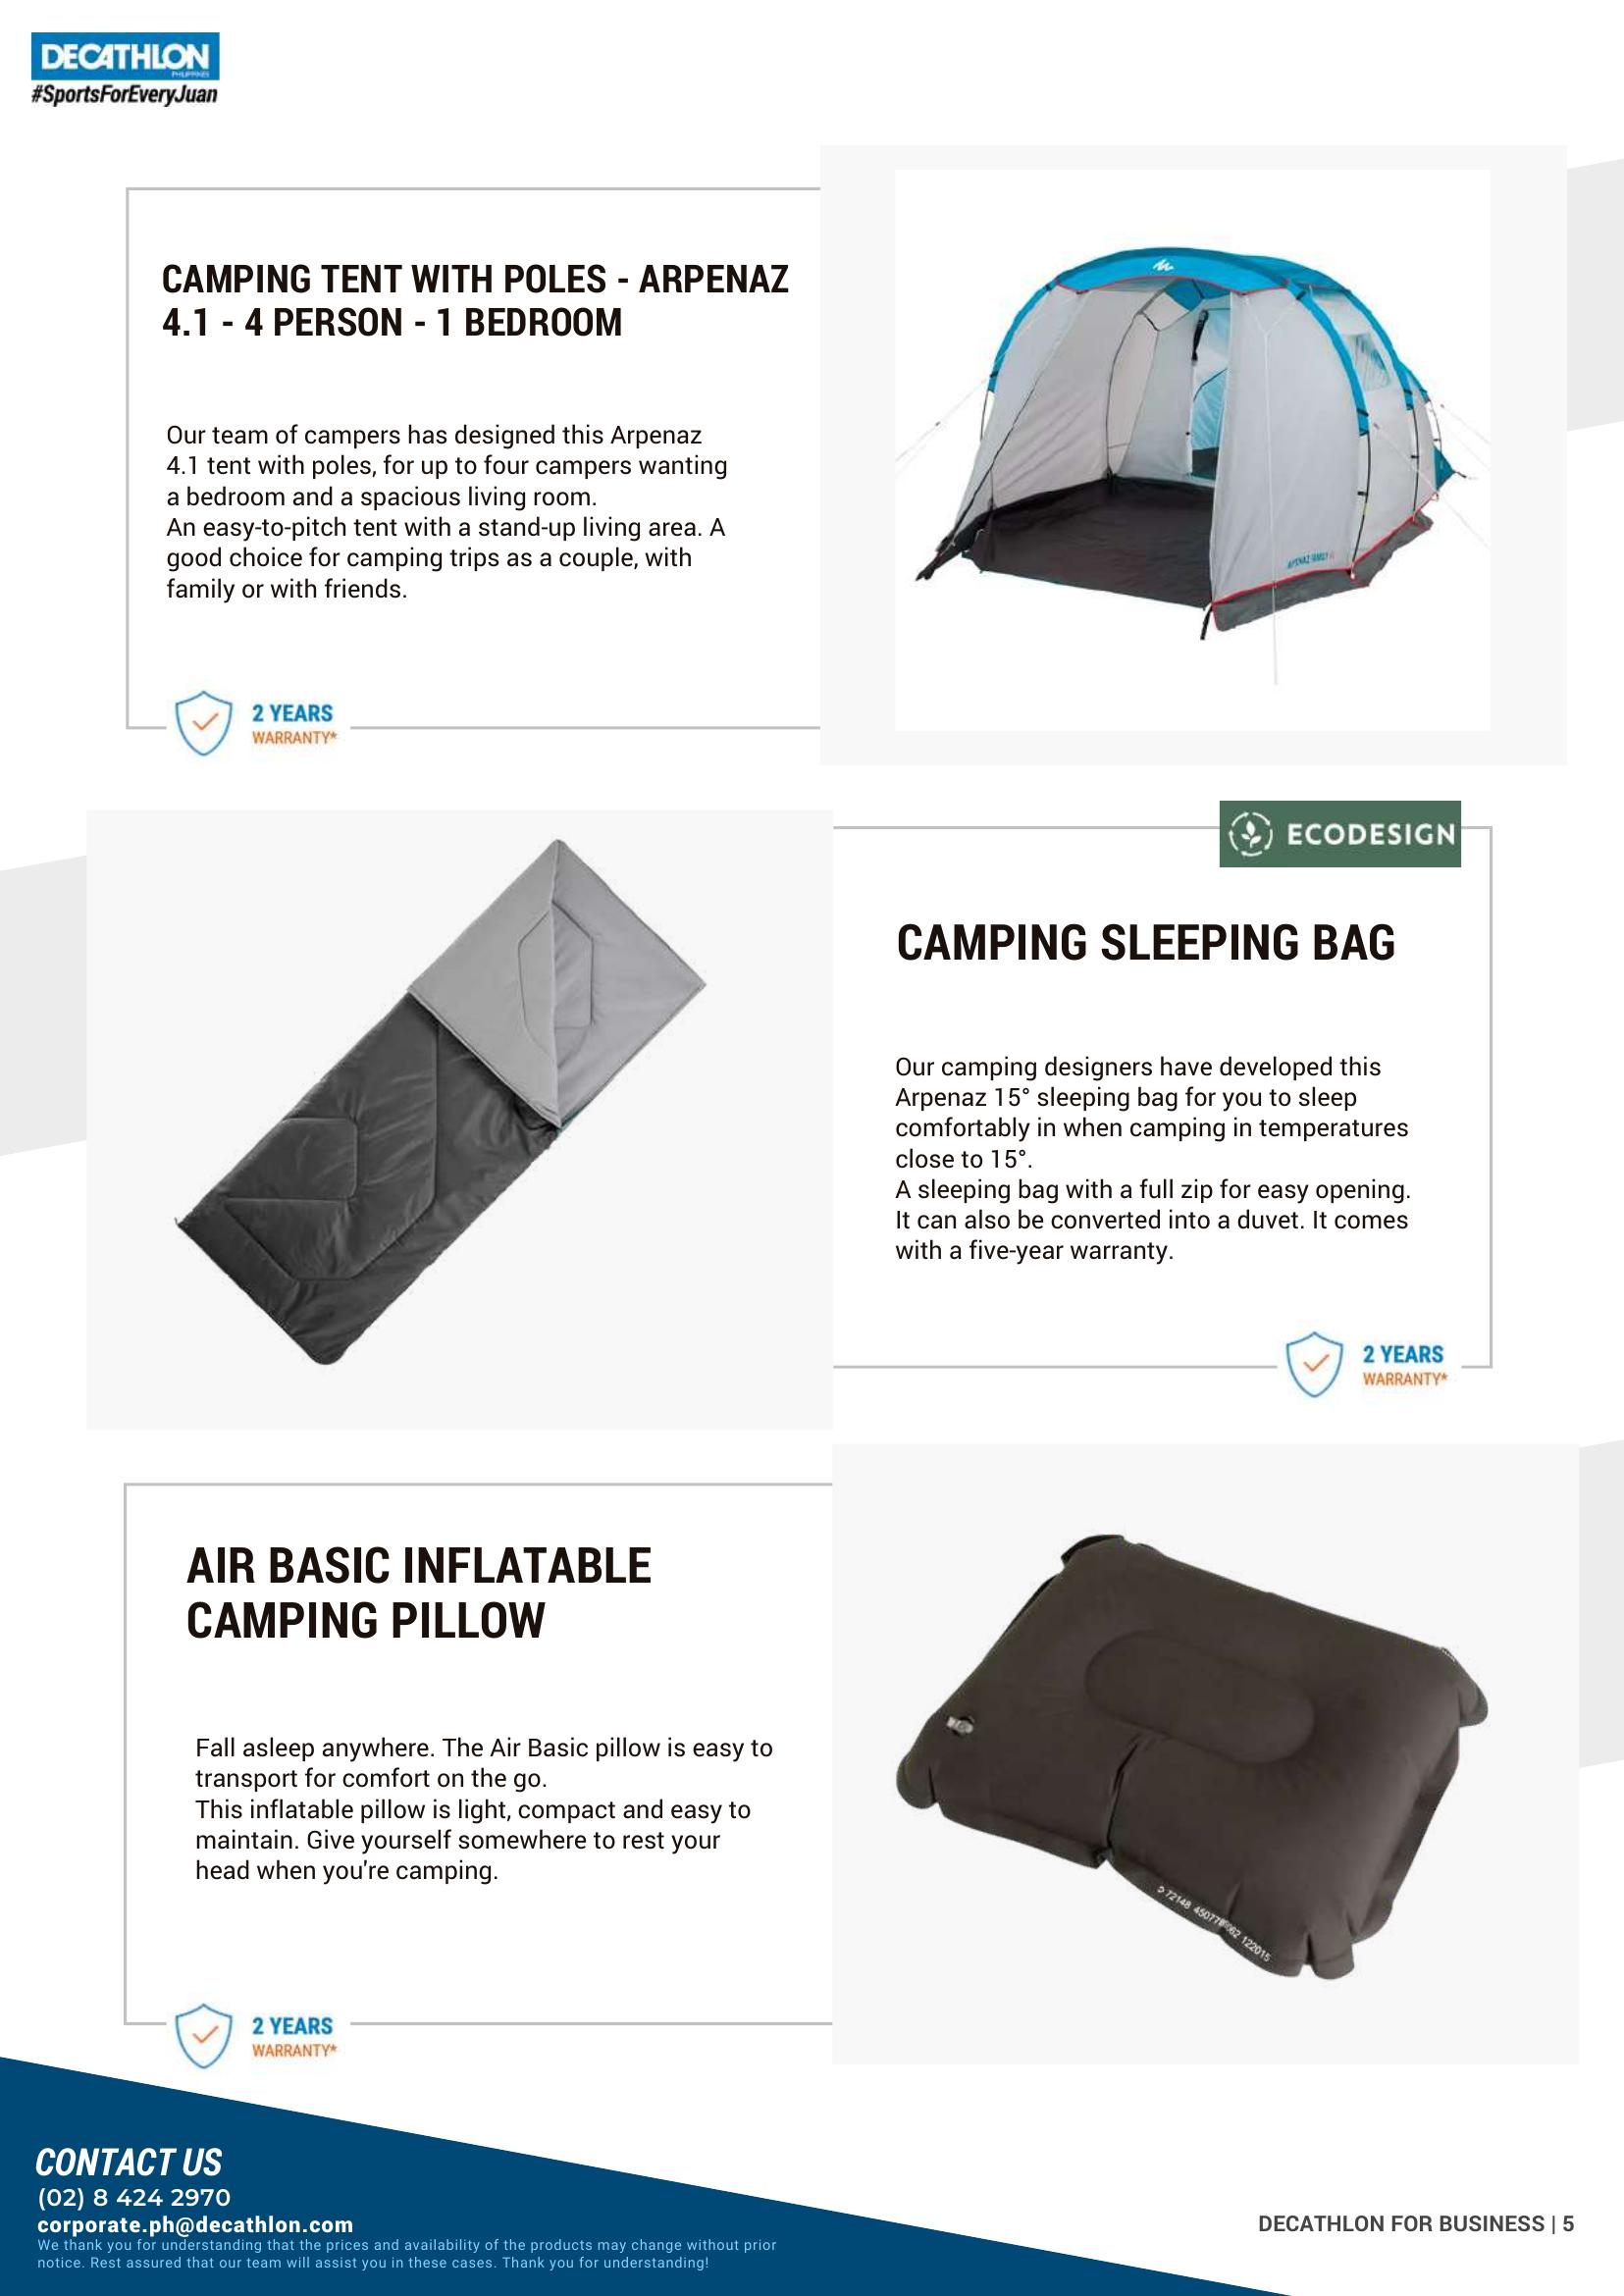 DECATHLON
PHILIPPINES
#SportsForEveryJuan
CAMPING TENT WITH POLES - ARPENAZ
4.1 - 4 PERSON - 1 BEDROOM
Our team of campers has designed this Arpenaz
4.1 tent with poles, for up to four campers wanting
a bedroom and a spacious living room.
An easy-to-pitch tent with a stand-up living area. A
good choice for camping trips as a couple, with
family or with friends.
2 YEARS
WARRANTY*
ARPENAZ FAMILY
ECODESIGN
CAMPING SLEEPING BAG
Our camping designers have developed this
Arpenaz 15° sleeping bag for you to sleep
comfortably in when camping in temperatures
close to 15°.
A sleeping bag with a full zip for easy opening.
It can also be converted into a duvet. It comes
with a five-year warranty.
2 YEARS
WARRANTY*
AIR BASIC INFLATABLE
CAMPING PILLOW
Fall asleep anywhere. The Air Basic pillow is easy to
transport for comfort on the go.
This inflatable pillow is light, compact and easy to
maintain. Give yourself somewhere to rest your
head when you're camping.
72148 122015
2 YEARS
WARRANTY*
CONTACT US
(02) 8 424 2970
corporate.ph@decathlon.com
We thank you for understanding that the prices and availability of the products may change without prior
notice. Rest assured that our team will assist you in these cases. Thank you for understanding!
DECATHLON FOR BUSINESS | 5